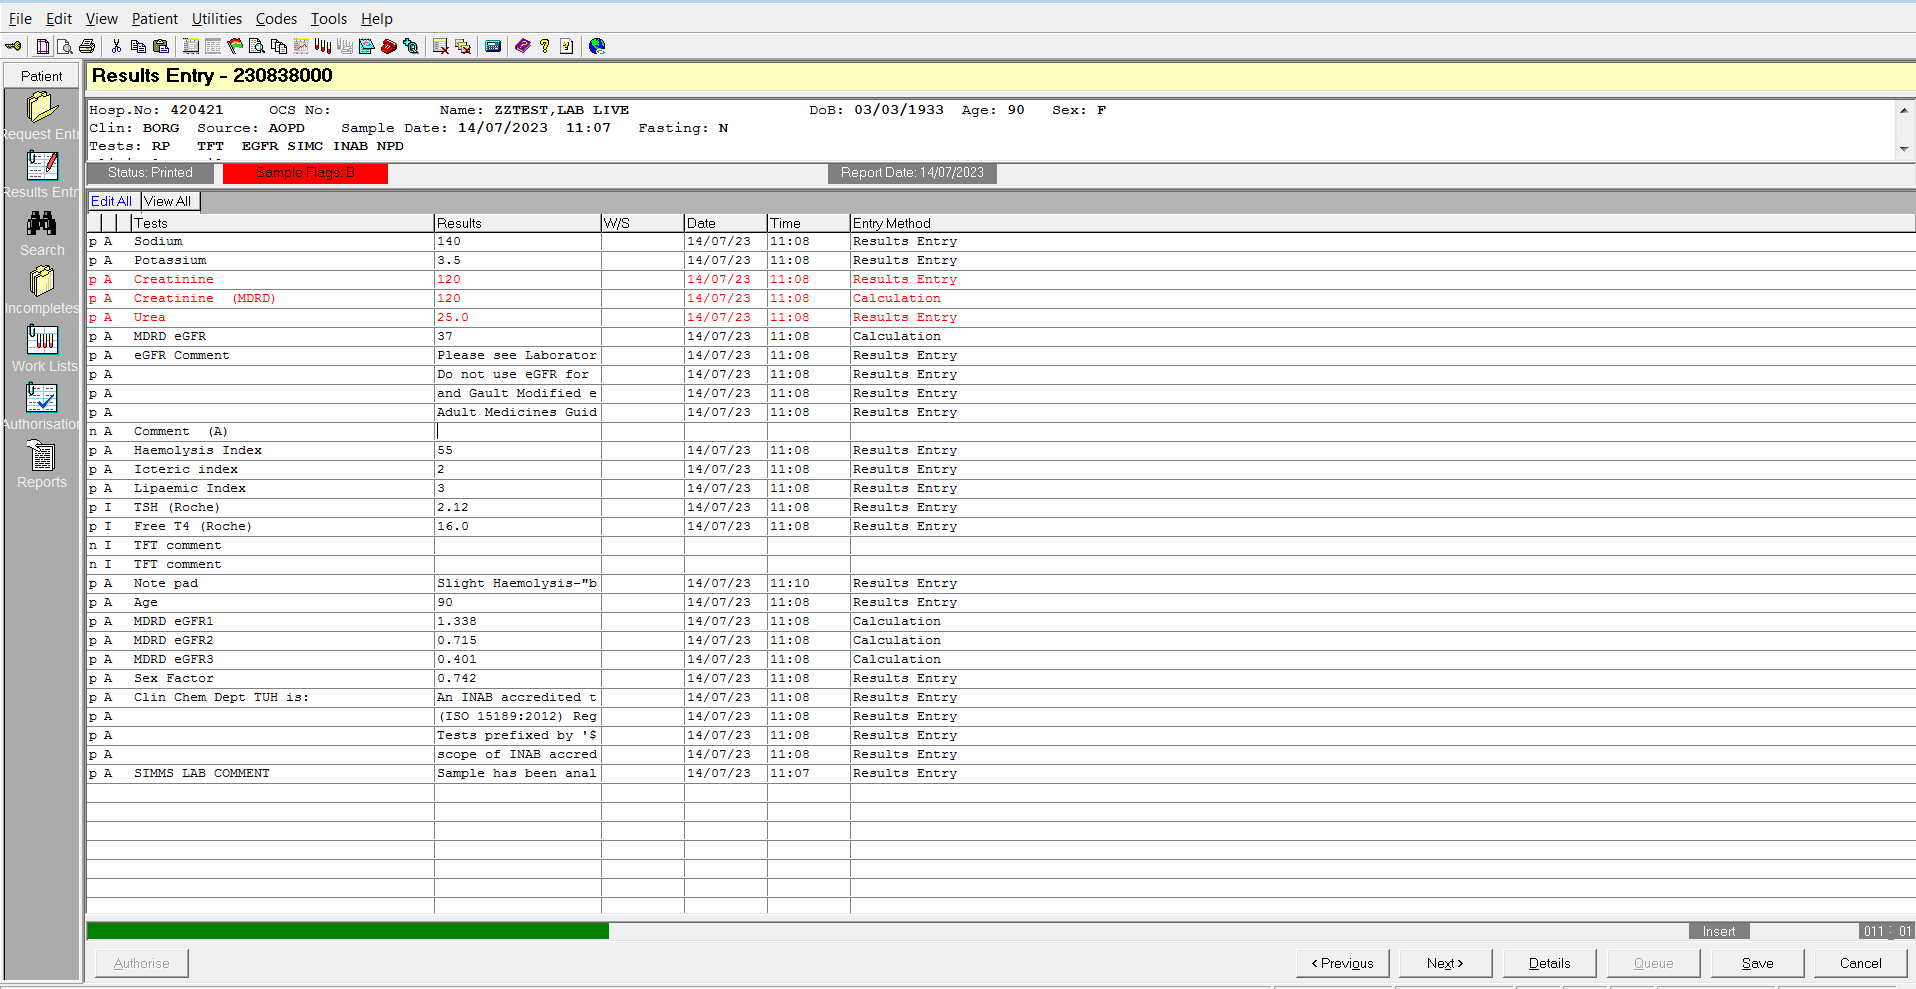 File Edit View Patient Utilities Codes Tools Help
Patient
Results Entry - 230838000
Hosp.No: 420421 OCS No: Name: ZZTEST,LAB LIVE DoB: 03/03/1933 Age: 90 Sex: F
Clin: BORG Source: AOPD Sample Date: 14/07/2023 11:07 Fasting: N
Tests: RP TFT EGFR SIMC INAB NPD
Status: Printed Sample Flags: B Report Date: 14/07/2023
Request Entr
Results Entr
Search
Incompletes
Work Lists
Authorisation
Reports
Edit All View All
Tests Results W/S Date Time Entry Method
p A Sodium 140 14/07/23 11:08 Results Entry
p A Potassium 3.5 14/07/23 11:08 Results Entry
p A Creatinine 120 14/07/23 11:08 Results Entry
p A Creatinine (MDRD) 120 14/07/23 11:08 Calculation
p A Urea 25.0 14/07/23 11:08 Results Entry
p A MDRD eGFR 37 14/07/23 11:08 Calculation
p A eGFR Comment Please see Laborator 14/07/23 11:08 Results Entry
p A Do not use eGFR for 14/07/23 11:08 Results Entry
p A and Gault Modified e 14/07/23 11:08 Results Entry
p A Adult Medicines Guid 14/07/23 11:08 Results Entry
n A Comment (A)
p A Haemolysis Index 55 14/07/23 11:08 Results Entry
p A Icteric index 2 14/07/23 11:08 Results Entry
p A Lipaemic Index 3 14/07/23 11:08 Results Entry
p I TSH (Roche) 2.12 14/07/23 11:08 Results Entry
p I Free T4 (Roche) 16.0 14/07/23 11:08 Results Entry
n I TFT comment
n I TFT comment
p A Note pad Slight Haemolysis-"b 14/07/23 11:10 Results Entry
p A Age 90 14/07/23 11:08 Results Entry
p A MDRD eGFR1 1.338 14/07/23 11:08 Calculation
p A MDRD eGFR2 0.715 14/07/23 11:08 Calculation
p A MDRD eGFR3 0.401 14/07/23 11:08 Calculation
p A Sex Factor 0.742 14/07/23 11:08 Results Entry
p A Clin Chem Dept TUH is: An INAB accredited t 14/07/23 11:08 Results Entry
p A (ISO 15189:2012) Reg 14/07/23 11:08 Results Entry
p A Tests prefixed by '$ 14/07/23 11:08 Results Entry
p A scope of INAB accred 14/07/23 11:08 Results Entry
p A SIMMS LAB COMMENT Sample has been anal 14/07/23 11:07 Results Entry
Insert 011 : 01
Authorise < Previous Next > Details Queue Save Cancel